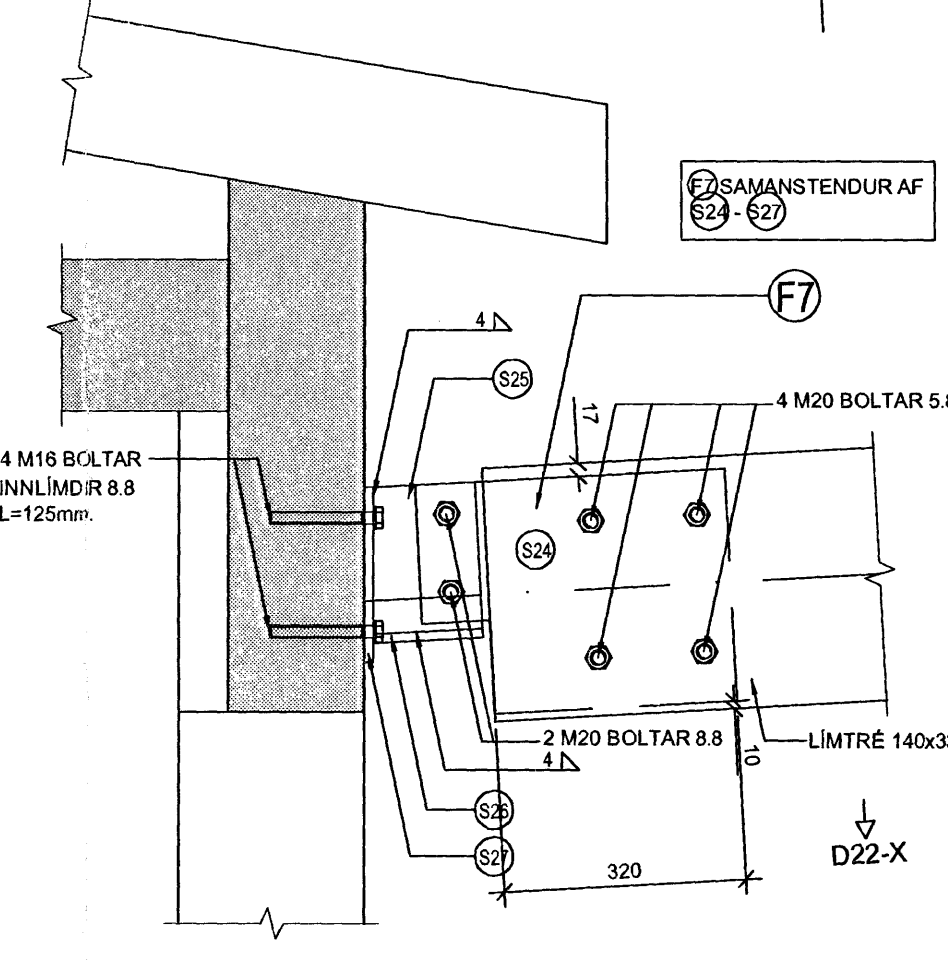 F7 SAMANSTENDUR AF
S24 - S27
F7
4
S25
17
4 M20 BOLTAR 5.8
4 M16 BOLTAR
INNLÍMDIR 8.8
L=125mm.
S24
2 M20 BOLTAR 8.8
4
LÍMTRÉ
10
S26
S27
320
D22-X